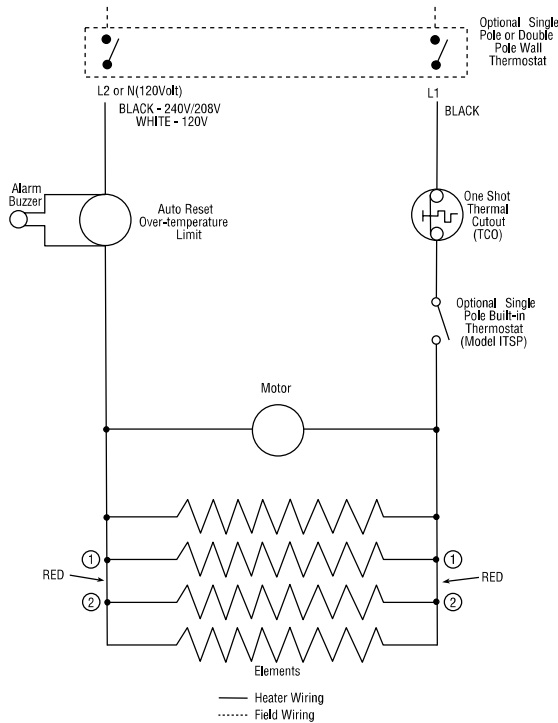 Optional Single
Pole or Double
Pole Wall
Thermostat
L2 or N(120Volt)
BLACK - 240V/208V
WHITE - 120V
L1
BLACK
Alarm
Buzzer
Auto Reset
Over-temperature
Limit
One Shot
Thermal
Cutout
(TCO)
Optional Single
Pole Built-in
Thermostat
(Model ITSP)
Motor
1
1
RED
RED
2
2
Elements
Heater Wiring
Field Wiring